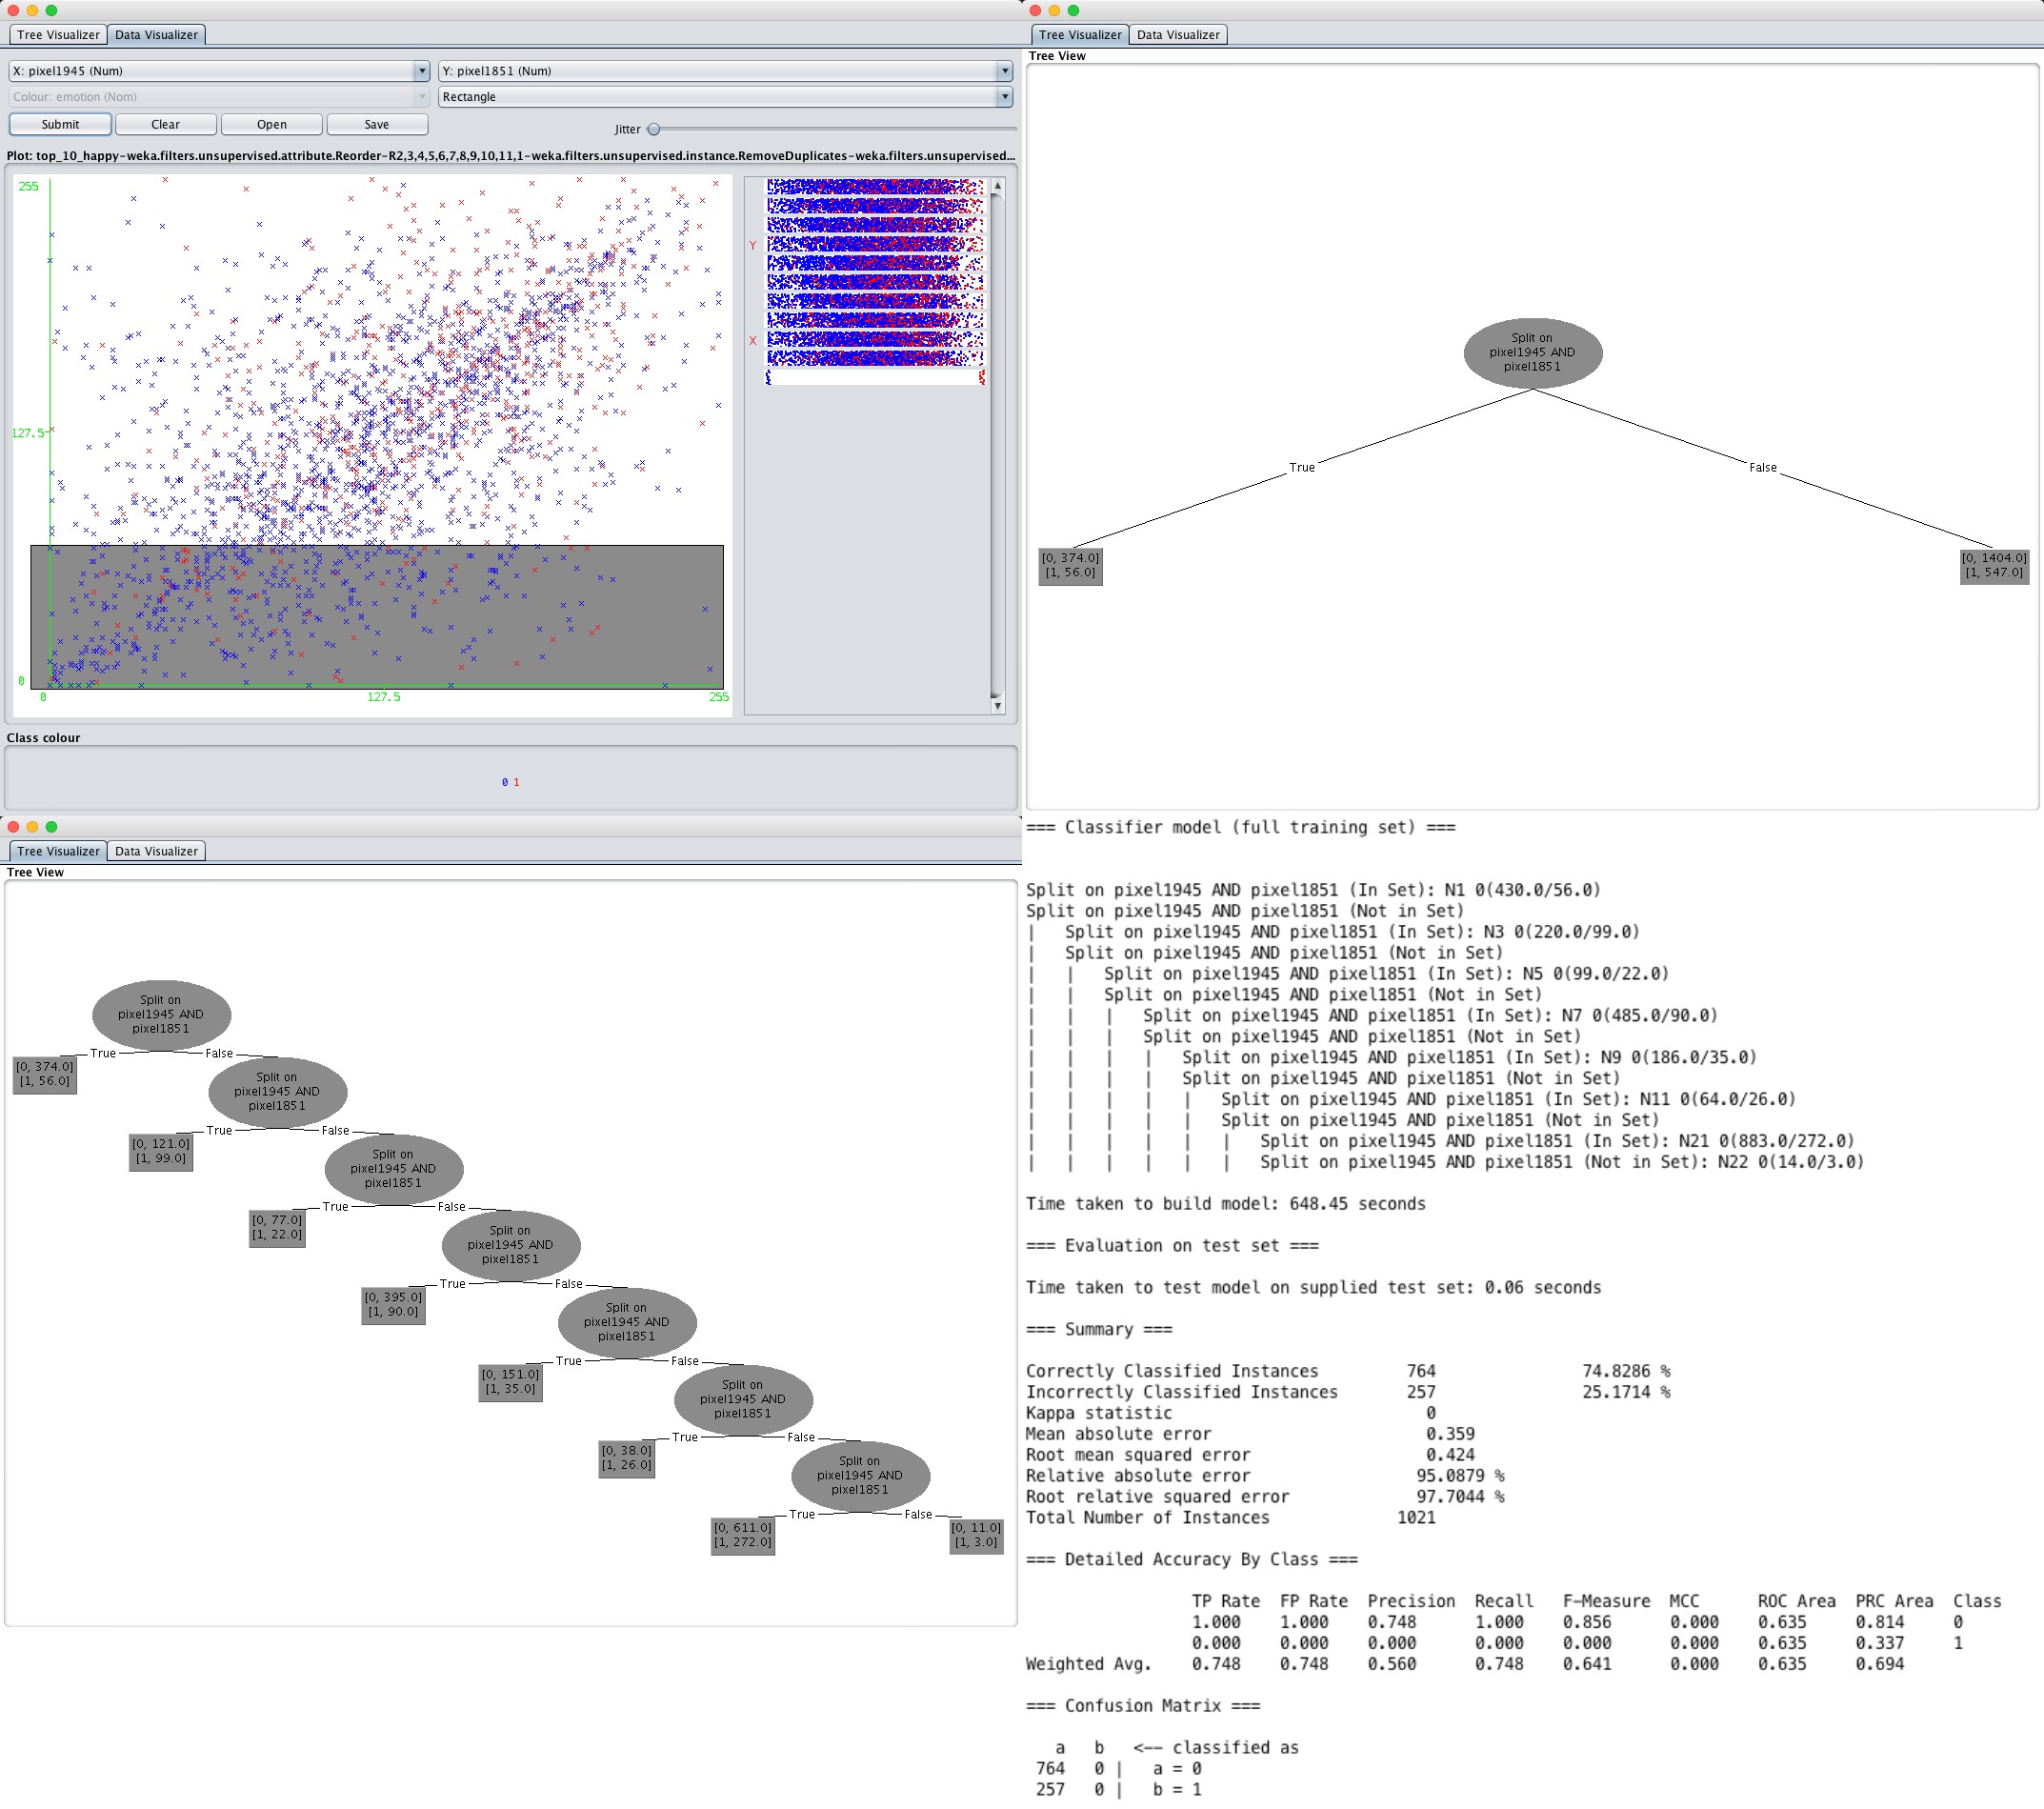 Tree Visualizer Data Visualizer
X: pixel1945 (Num) Y: pixel1851 (Num)
Colour: emotion (Nom) Rectangle
Submit Clear Open Save Jitter
Plot: top_10_happy-weka.filters.unsupervised.attribute.Reorder-R2,3,4,5,6,7,8,9,10,11,1-weka.filters.unsupervised.instance.RemoveDuplicates-weka.filters.unsupervised...
255
Y
X
127.5
0
0 127.5 255
Class colour
0 1
Tree Visualizer Data Visualizer
Tree View
Split on
pixel1945 AND
pixel1851
True False
[0, 374.0]
[1, 56.0]
[0, 1404.0]
[1, 547.0]
Tree Visualizer Data Visualizer
Tree View
Split on
pixel1945 AND
pixel1851
True False
[0, 374.0]
[1, 56.0]
Split on
pixel1945 AND
pixel1851
True False
[0, 121.0]
[1, 99.0]
Split on
pixel1945 AND
pixel1851
True False
[0, 77.0]
[1, 22.0]
Split on
pixel1945 AND
pixel1851
True False
[0, 395.0]
[1, 90.0]
Split on
pixel1945 AND
pixel1851
True False
[0, 151.0]
[1, 35.0]
Split on
pixel1945 AND
pixel1851
True False
[0, 38.0]
[1, 26.0]
Split on
pixel1945 AND
pixel1851
True False
[0, 611.0]
[1, 272.0]
[0, 11.0]
[1, 3.0]
=== Classifier model (full training set) ===
Split on pixel1945 AND pixel1851 (In Set): N1 0(430.0/56.0)
Split on pixel1945 AND pixel1851 (Not in Set)
| Split on pixel1945 AND pixel1851 (In Set): N3 0(220.0/99.0)
| Split on pixel1945 AND pixel1851 (Not in Set)
| | Split on pixel1945 AND pixel1851 (In Set): N5 0(99.0/22.0)
| | Split on pixel1945 AND pixel1851 (Not in Set)
| | | Split on pixel1945 AND pixel1851 (In Set): N7 0(485.0/90.0)
| | | Split on pixel1945 AND pixel1851 (Not in Set)
| | | | Split on pixel1945 AND pixel1851 (In Set): N9 0(186.0/35.0)
| | | | Split on pixel1945 AND pixel1851 (Not in Set)
| | | | | Split on pixel1945 AND pixel1851 (In Set): N11 0(64.0/26.0)
| | | | | Split on pixel1945 AND pixel1851 (Not in Set)
| | | | | | Split on pixel1945 AND pixel1851 (In Set): N21 0(883.0/272.0)
| | | | | | Split on pixel1945 AND pixel1851 (Not in Set): N22 0(14.0/3.0)
Time taken to build model: 648.45 seconds
=== Evaluation on test set ===
Time taken to test model on supplied test set: 0.06 seconds
=== Summary ===
Correctly Classified Instances 764 74.8286 %
Incorrectly Classified Instances 257 25.1714 %
Kappa statistic 0
Mean absolute error 0.359
Root mean squared error 0.424
Relative absolute error 95.0879 %
Root relative squared error 97.7044 %
Total Number of Instances 1021
=== Detailed Accuracy By Class ===
TP Rate FP Rate Precision Recall F-Measure MCC ROC Area PRC Area Class
1.000 1.000 0.748 1.000 0.856 0.000 0.635 0.814 0
0.000 0.000 0.000 0.000 0.000 0.000 0.635 0.337 1
Weighted Avg. 0.748 0.748 0.560 0.748 0.641 0.000 0.635 0.694
=== Confusion Matrix ===
a b <-- classified as
764 0 | a = 0
257 0 | b = 1